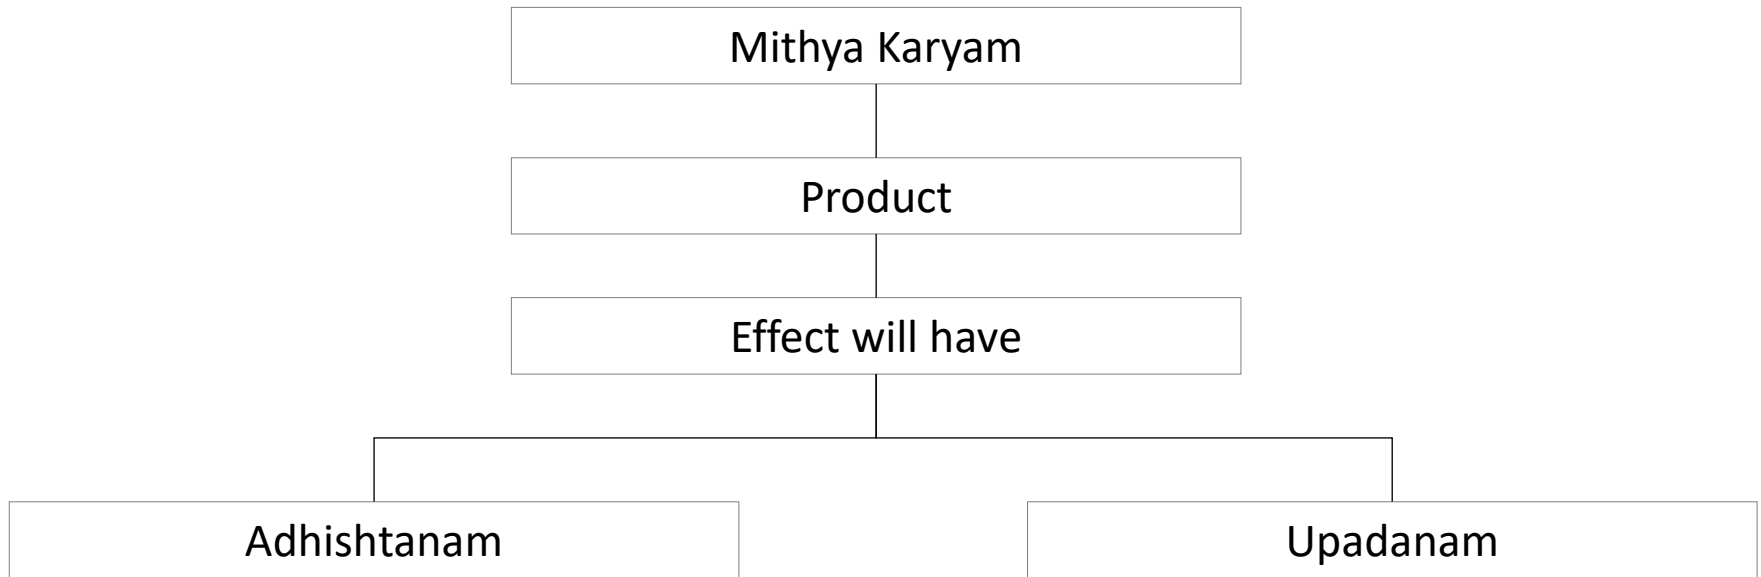 Mithya Karyam
Product
Effect will have
Adhishtanam
Upadanam